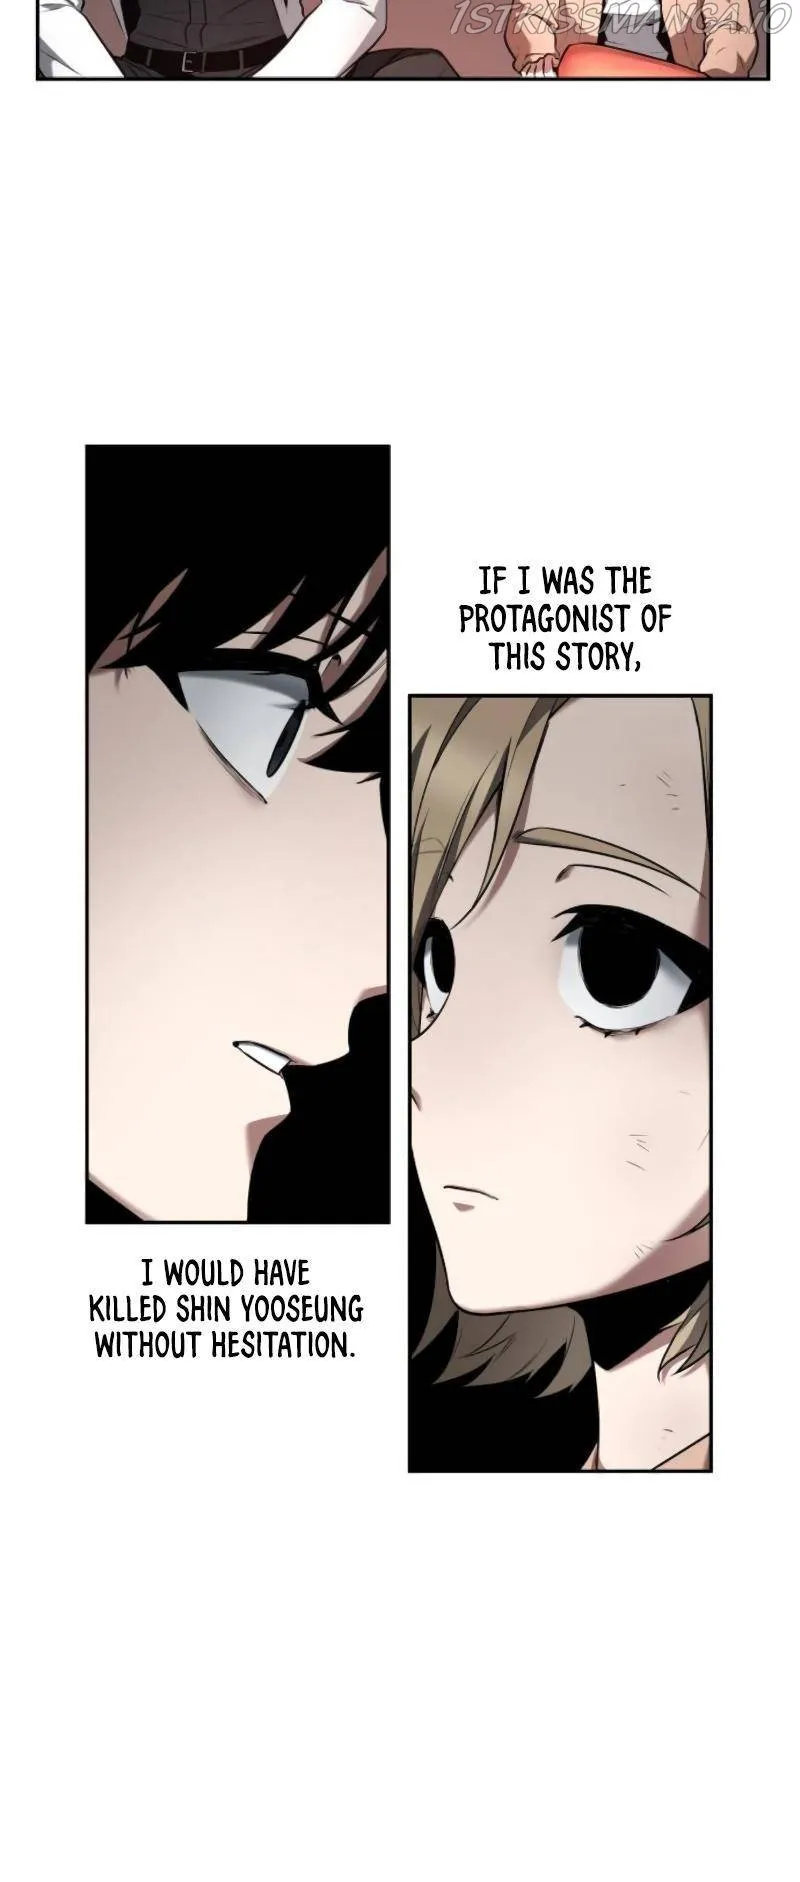 1STKISSMANGA.IO
IF I WAS THE
PROTAGONIST OF
THIS STORY,
I WOULD HAVE
KILLED SHIN YOOSEUNG
WITHOUT HESITATION.